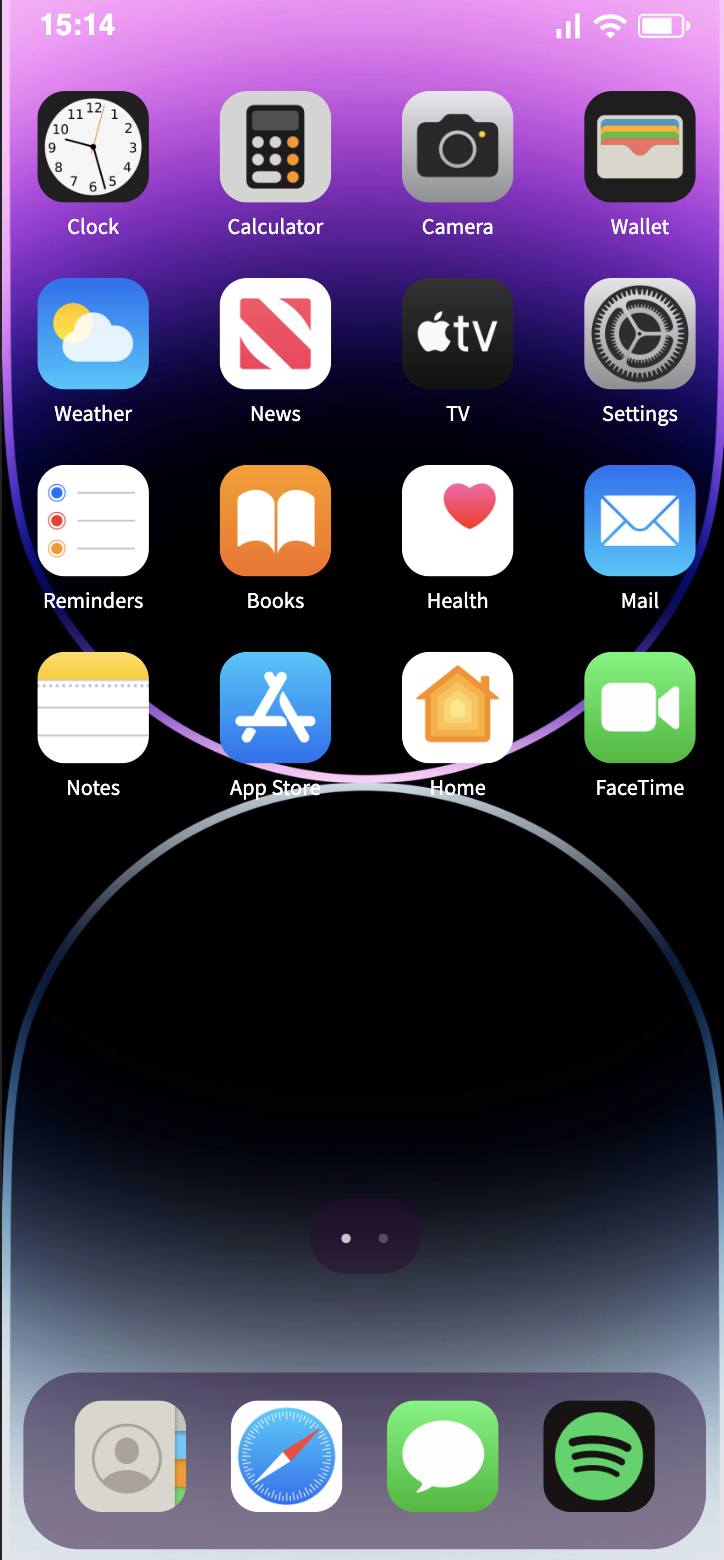 15:14
12
11 1
10 2
9 3
8 4
7 5
6
Clock Calculator Camera Wallet
tv
Weather News TV Settings
Reminders Books Health Mail
Notes App Store Home FaceTime